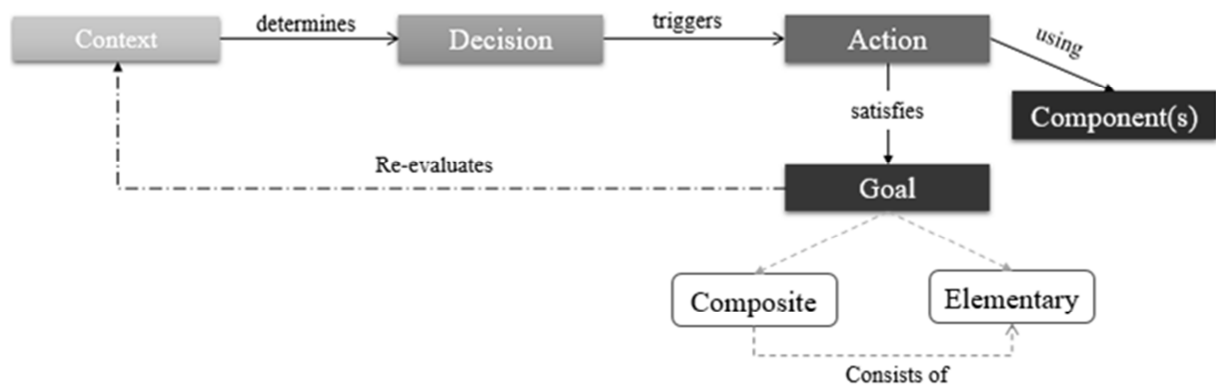 Context
determines
Decision
triggers
Action
using
Component(s)
satisfies
Re-evaluates
Goal
Composite
Elementary
Consists of